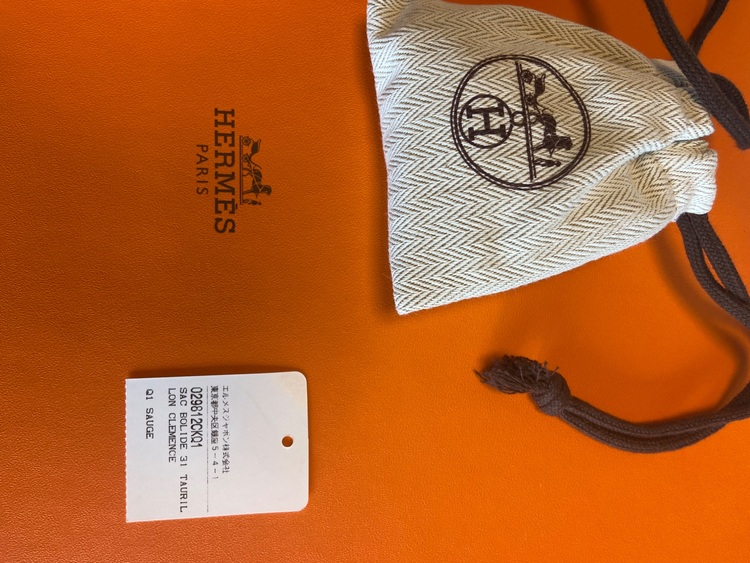 HERMÈS
PARIS
H
エルメスジャポン株式会社
東京都中央区銀座5-4-1
029812CKQ1
SAC BOLIDE 31 TAURIL
LON CLEMENCE
Q1 SAUGE